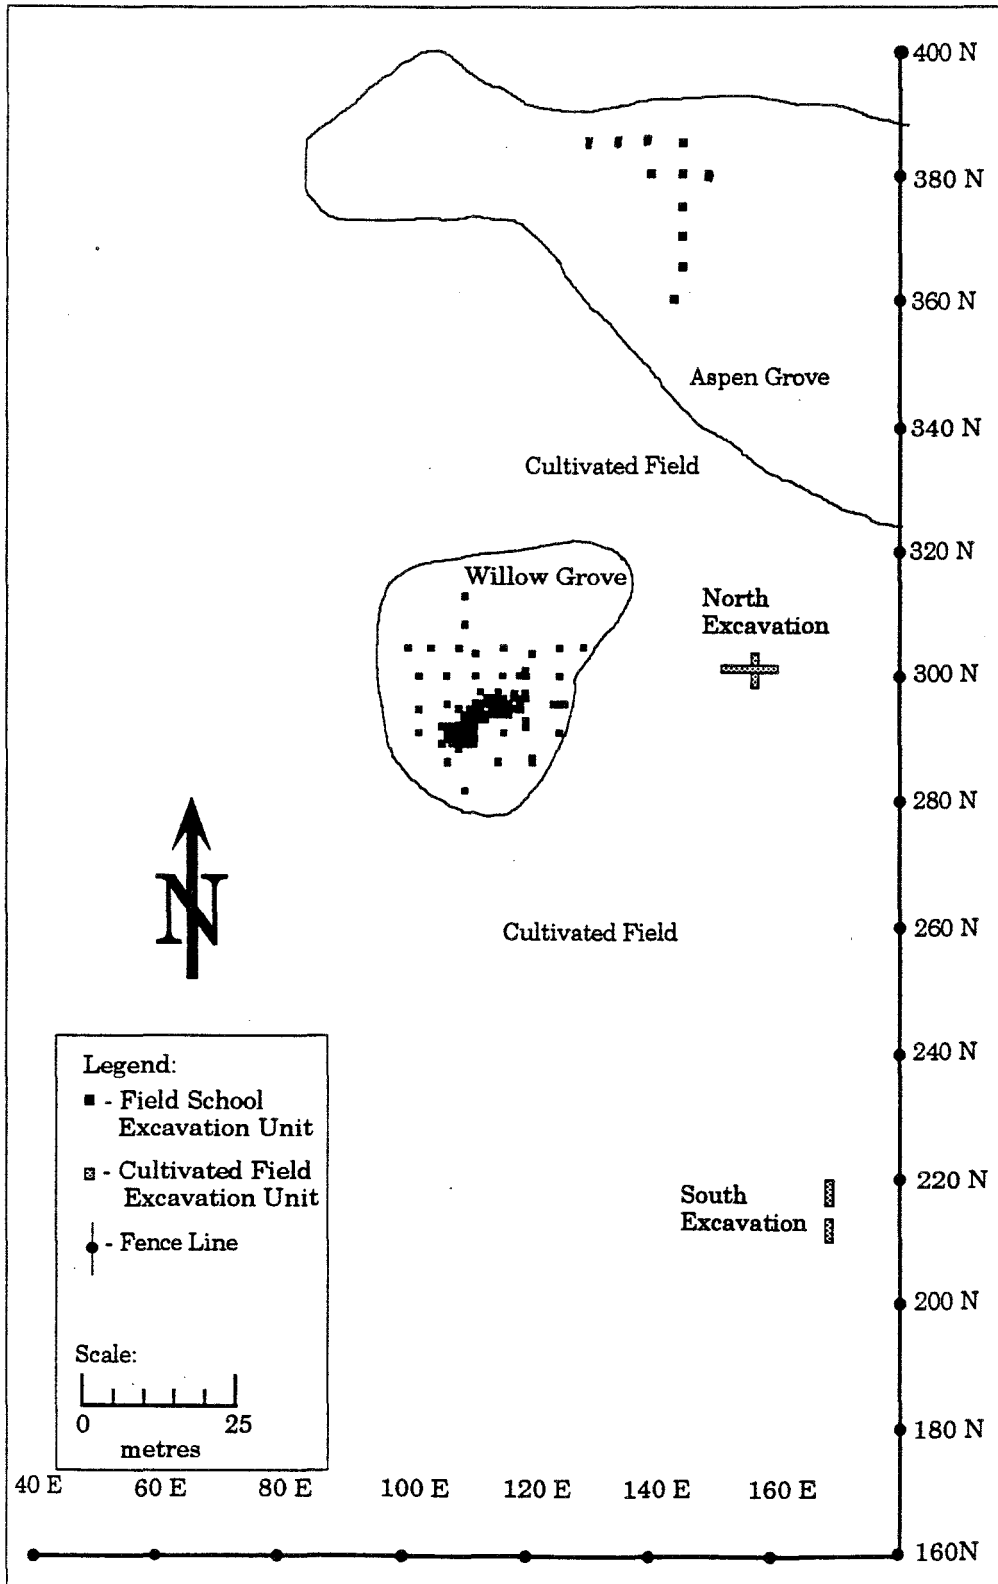 400 N
380 N
360 N
Aspen Grove
340 N
Cultivated Field
320 N
Willow Grove
North
Excavation
300 N
280 N
N
Cultivated Field
260 N
240 N
Legend:
- Field School
Excavation Unit
- Cultivated Field
Excavation Unit
- Fence Line
220 N
South
Excavation
200 N
Scale:
0 25
metres
180 N
40 E 60 E 80 E 100 E 120 E 140 E 160 E
160N